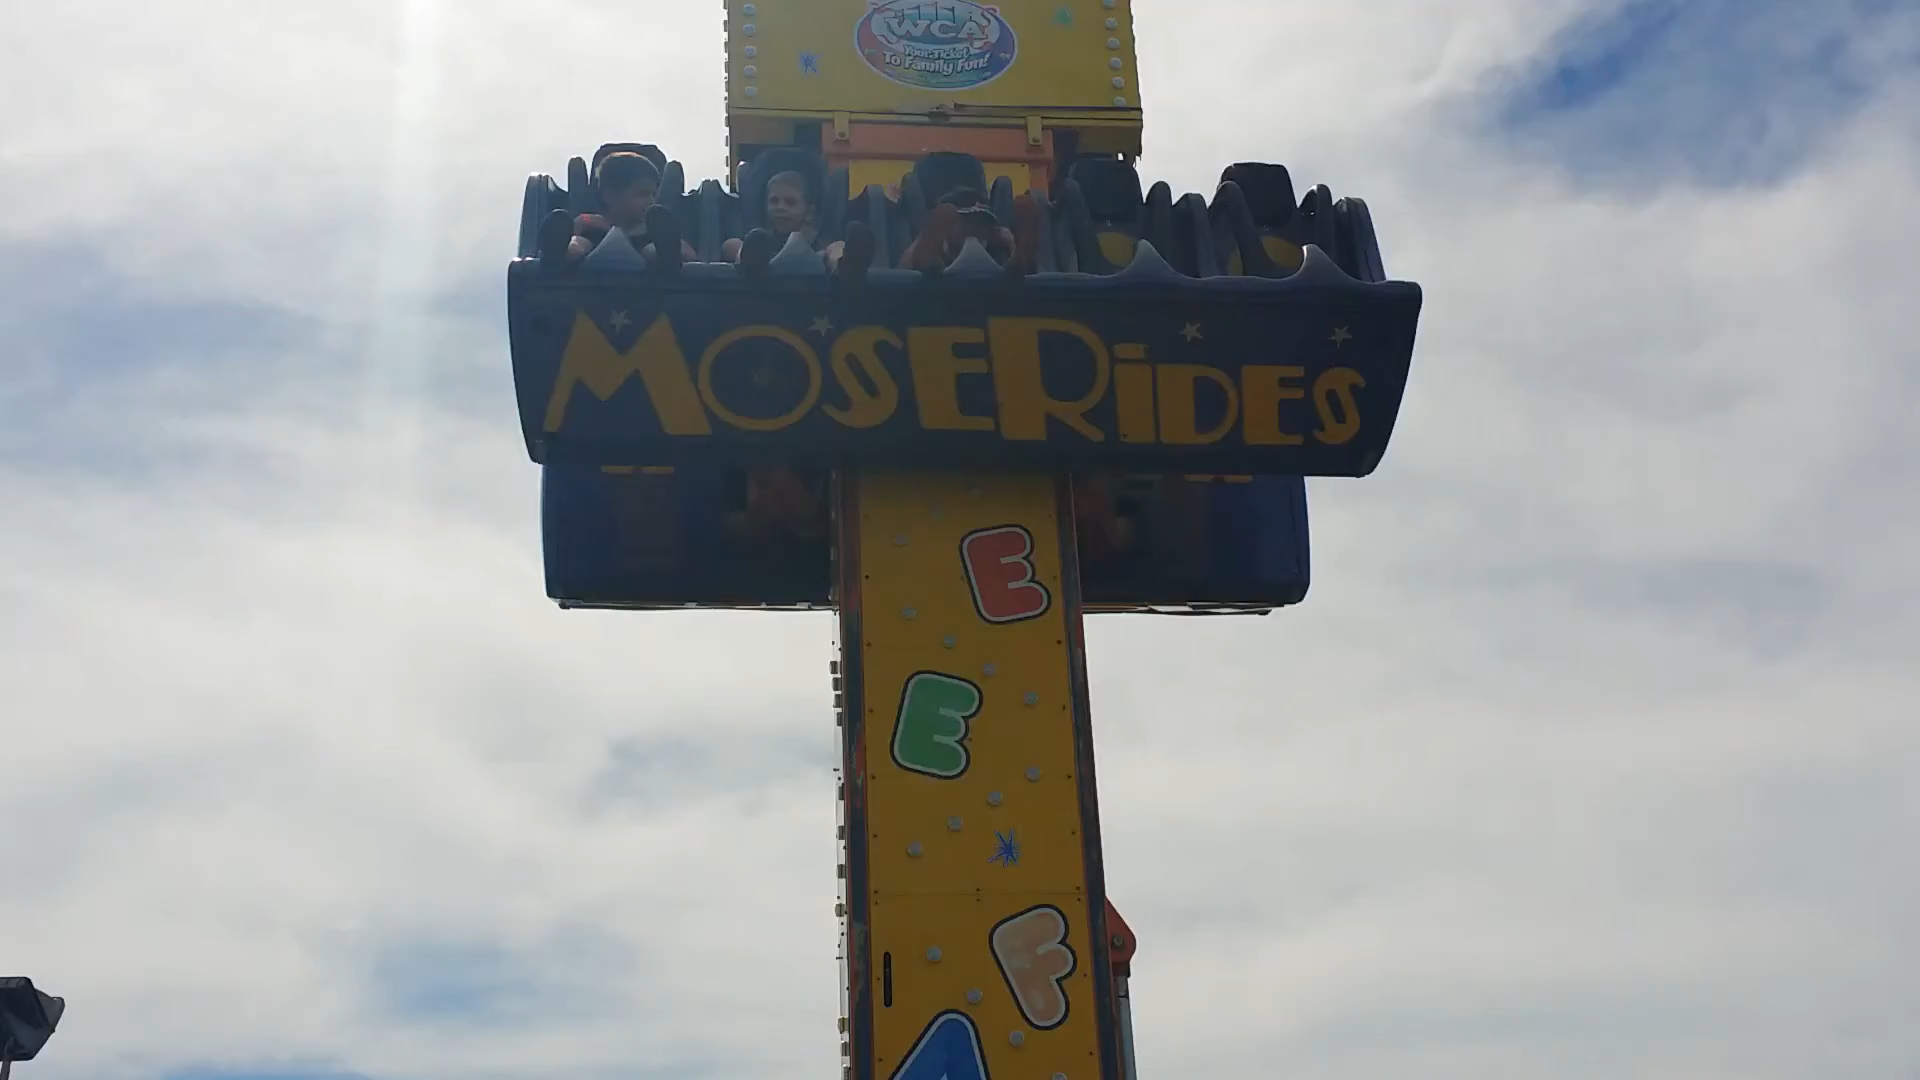 WCA
Your Ticket
To Family Fun!
MOSERiDES
E
E
F
A